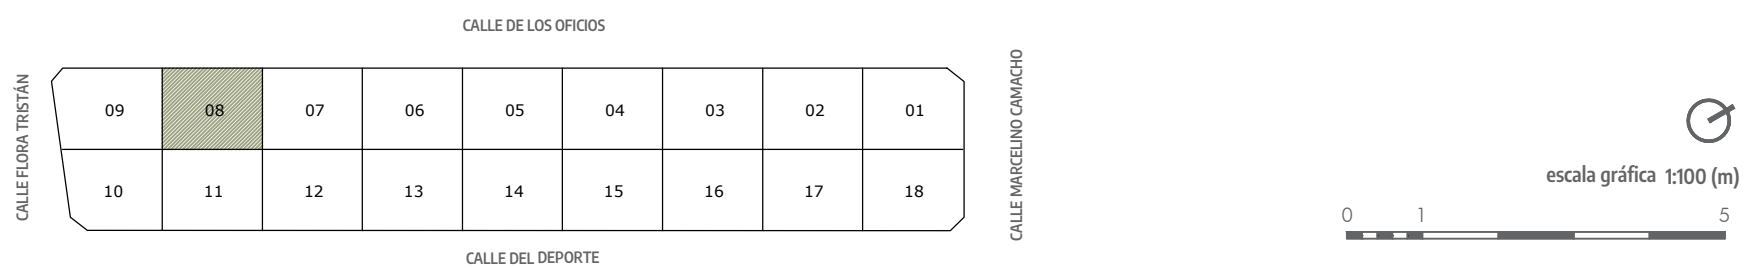 CALLE DE LOS OFICIOS
CALLE FLORA TRISTÁN
09 08 07 06 05 04 03 02 01
10 11 12 13 14 15 16 17 18
CALLE MARCELINO CAMACHO
CALLE DEL DEPORTE
escala gráfica 1:100 (m)
0 1 5